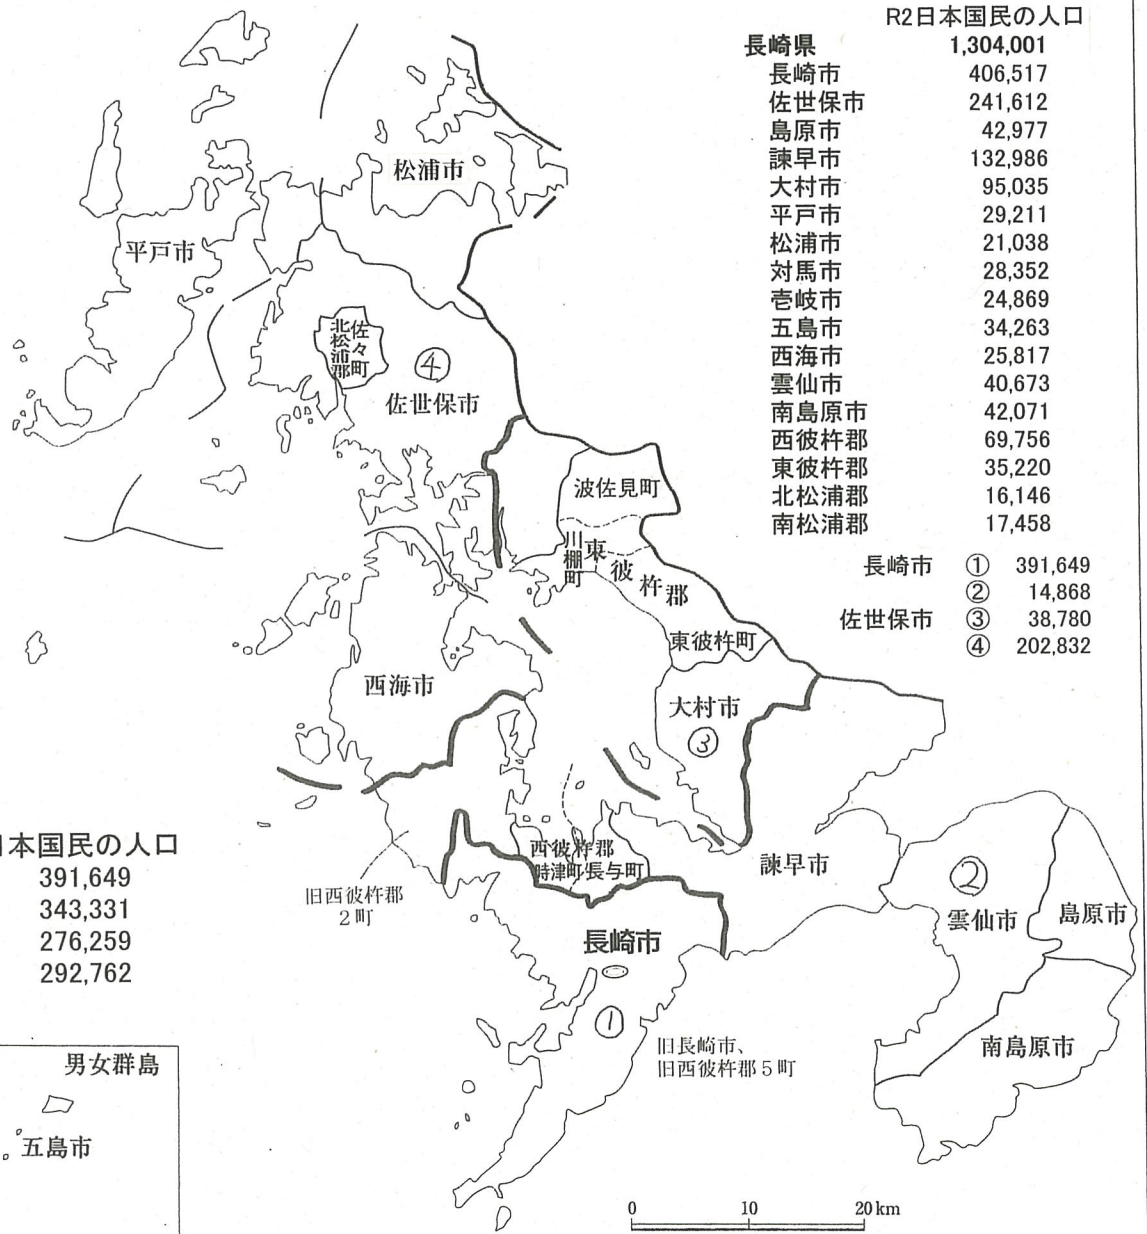 R2日本国民の人口
長崎県 1,304,001
長崎市 406,517
佐世保市 241,612
島原市 42,977
諫早市 132,986
大村市 95,035
平戸市 29,211
松浦市 21,038
対馬市 28,352
壱岐市 24,869
五島市 34,263
西海市 25,817
雲仙市 40,673
南島原市 42,071
西彼杵郡 69,756
東彼杵郡 35,220
北松浦郡 16,146
南松浦郡 17,458
長崎市 ① 391,649
② 14,868
佐世保市 ③ 38,780
④ 202,832
松浦市
平戸市
北松浦郡
佐々町
④
佐世保市
波佐見町
川棚町
東彼杵郡
東彼杵町
西海市
大村市
③
西彼杵郡
時津町
長与町
諫早市
旧西彼杵郡
2町
②
雲仙市
島原市
長崎市
①
旧長崎市、
旧西彼杵郡5町
南島原市
日本国民の人口
391,649
343,331
276,259
292,762
男女群島
五島市
0 10 20km